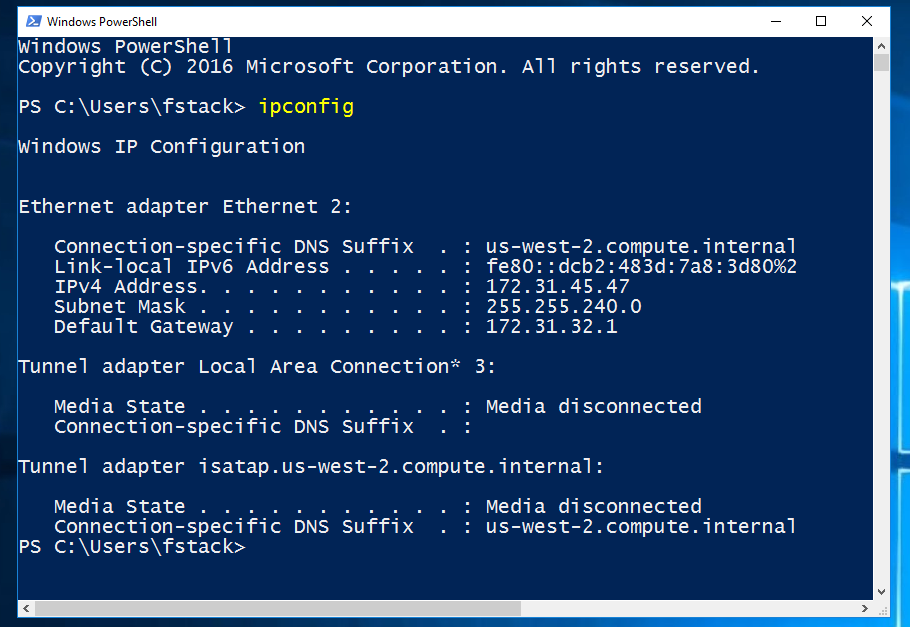 Windows PowerShell
Windows PowerShell
Copyright (C) 2016 Microsoft Corporation. All rights reserved.
PS C:\Users\fstack> ipconfig
Windows IP Configuration
Ethernet adapter Ethernet 2:
Connection-specific DNS Suffix  . : us-west-2.compute.internal
Link-local IPv6 Address . . . . . : fe80::dcb2:483d:7a8:3d80%2
IPv4 Address. . . . . . . . . . . : 172.31.45.47
Subnet Mask . . . . . . . . . . . : 255.255.240.0
Default Gateway . . . . . . . . . : 172.31.32.1
Tunnel adapter Local Area Connection* 3:
Media State . . . . . . . . . . . : Media disconnected
Connection-specific DNS Suffix  . :
Tunnel adapter isatap.us-west-2.compute.internal:
Media State . . . . . . . . . . . : Media disconnected
Connection-specific DNS Suffix  . : us-west-2.compute.internal
PS C:\Users\fstack>